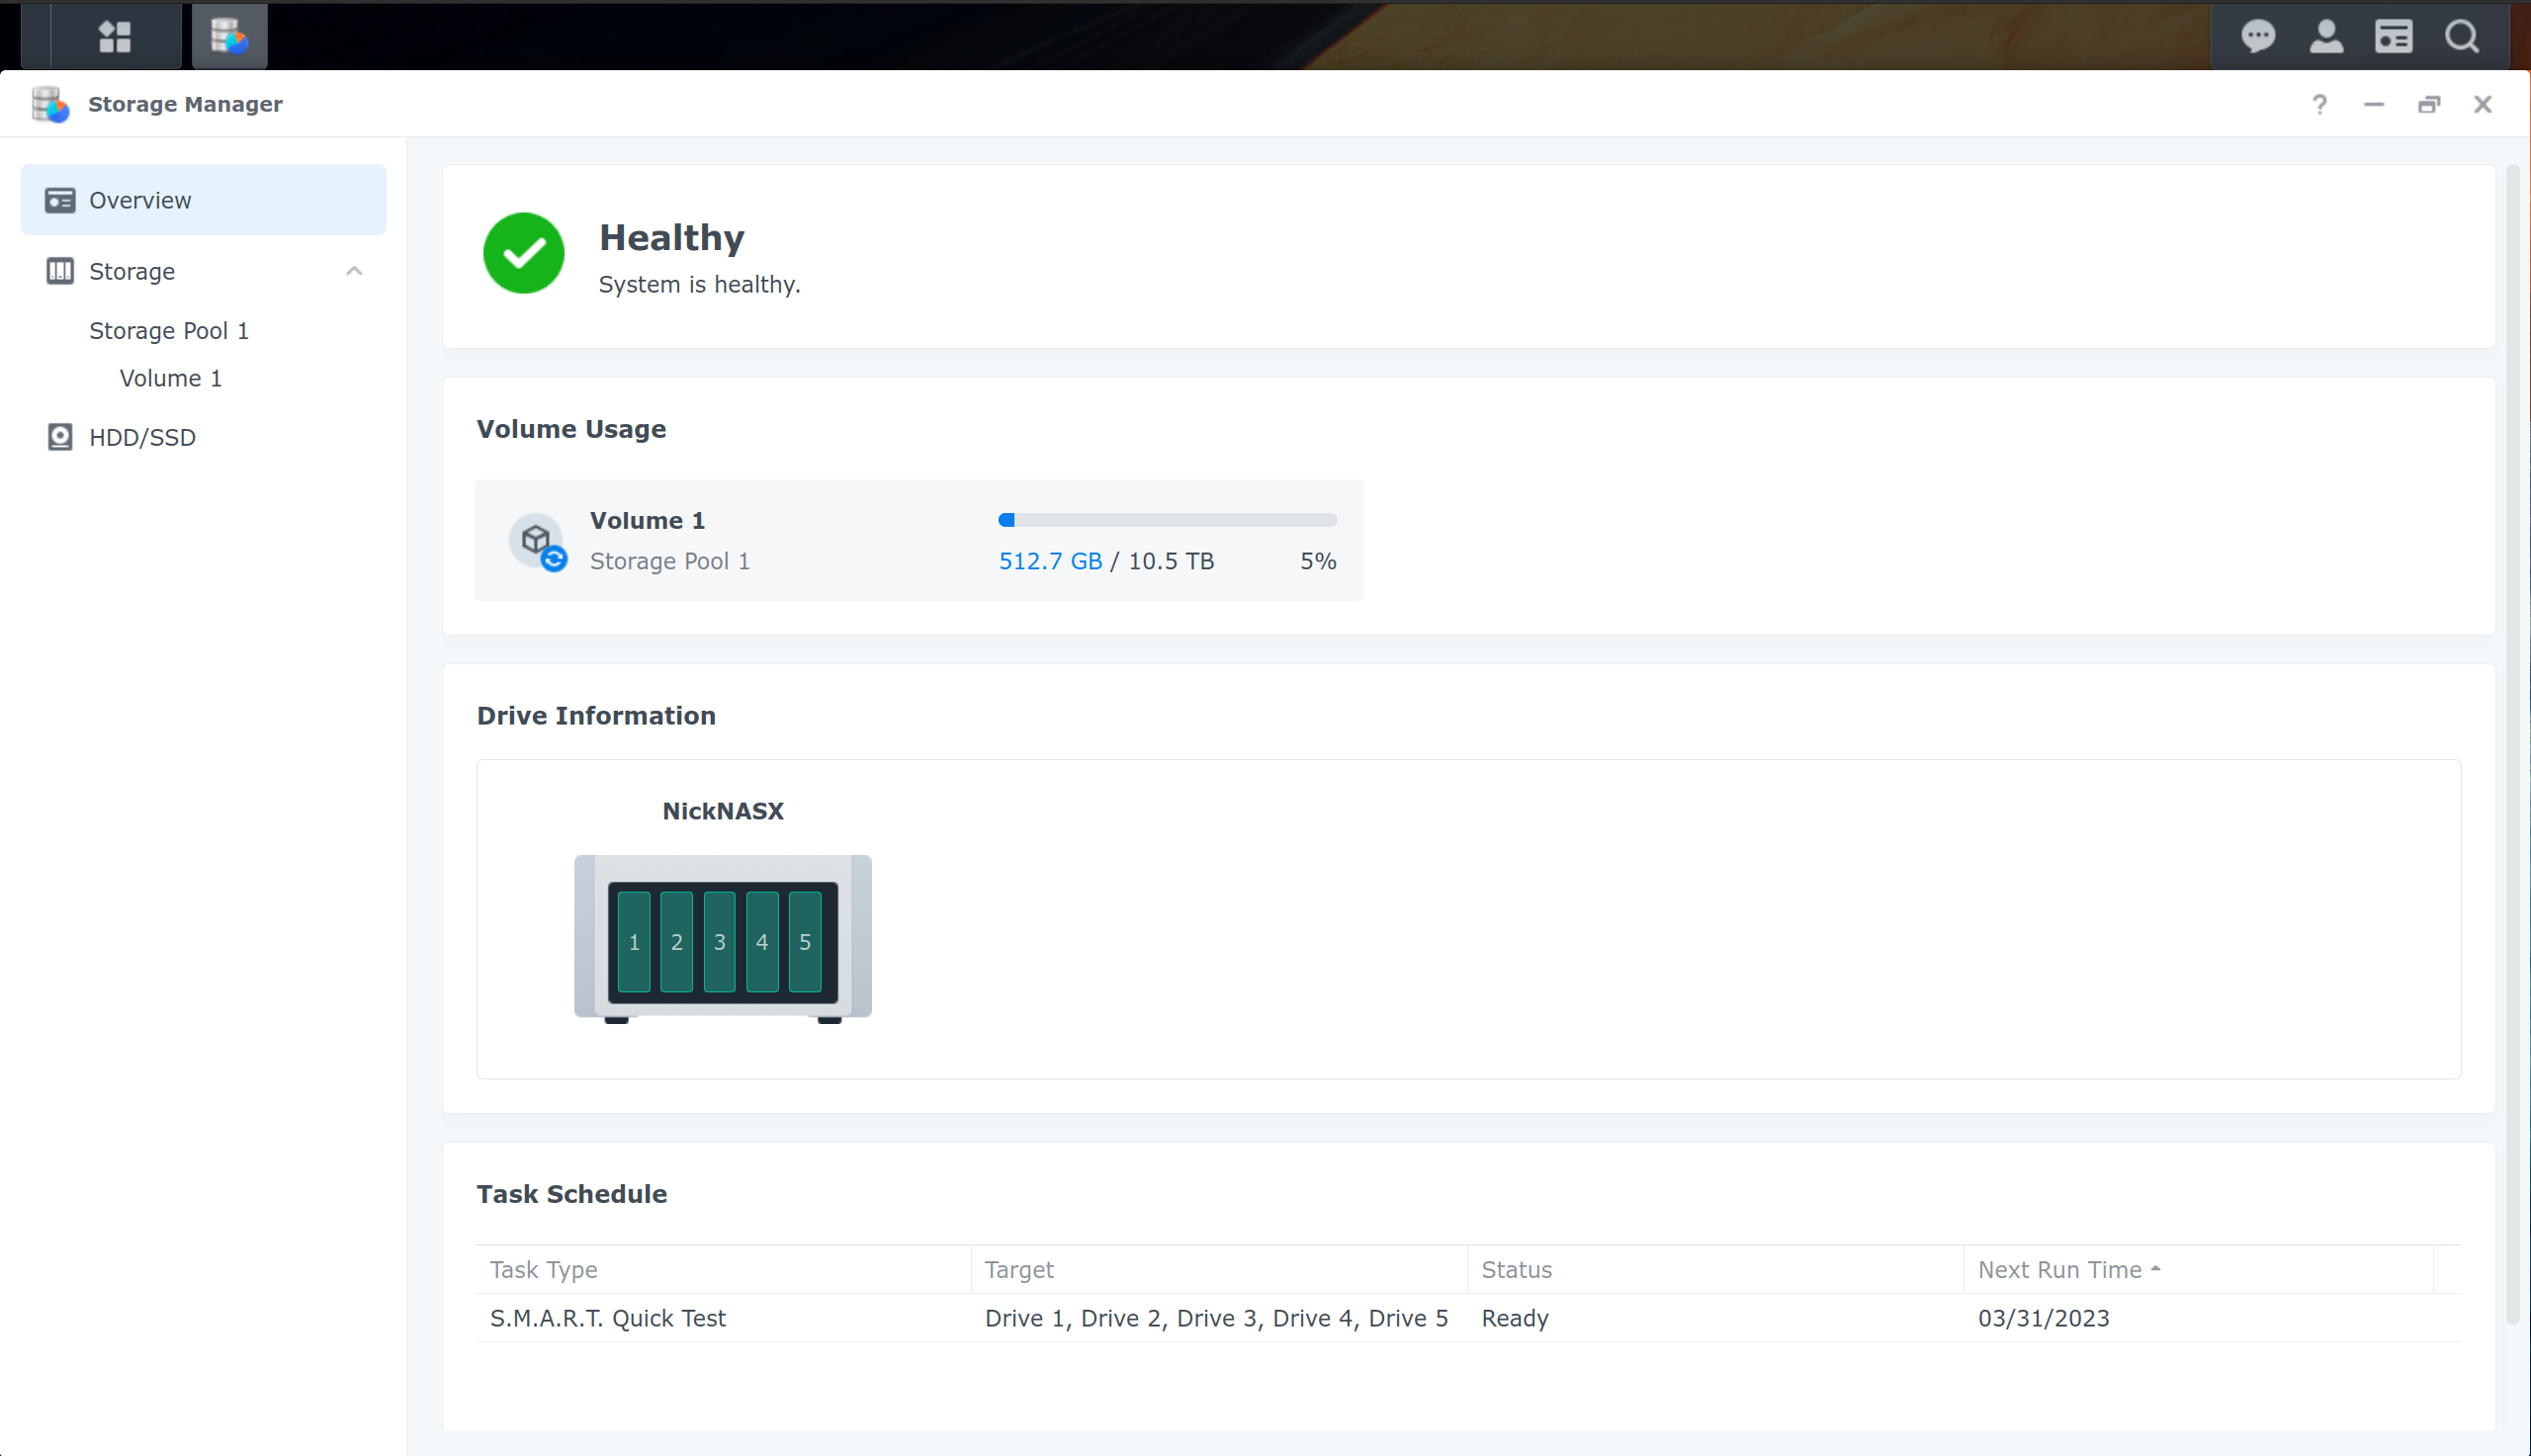 Storage Manager
?
Overview
Storage
Storage Pool 1
Volume 1
HDD/SSD
Healthy
System is healthy.
Volume Usage
Volume 1
Storage Pool 1
512.7 GB / 10.5 TB 5%
Drive Information
NickNASX
1 2 3 4 5
Task Schedule
Task Type Target Status Next Run Time
S.M.A.R.T. Quick Test Drive 1, Drive 2, Drive 3, Drive 4, Drive 5 Ready 03/31/2023